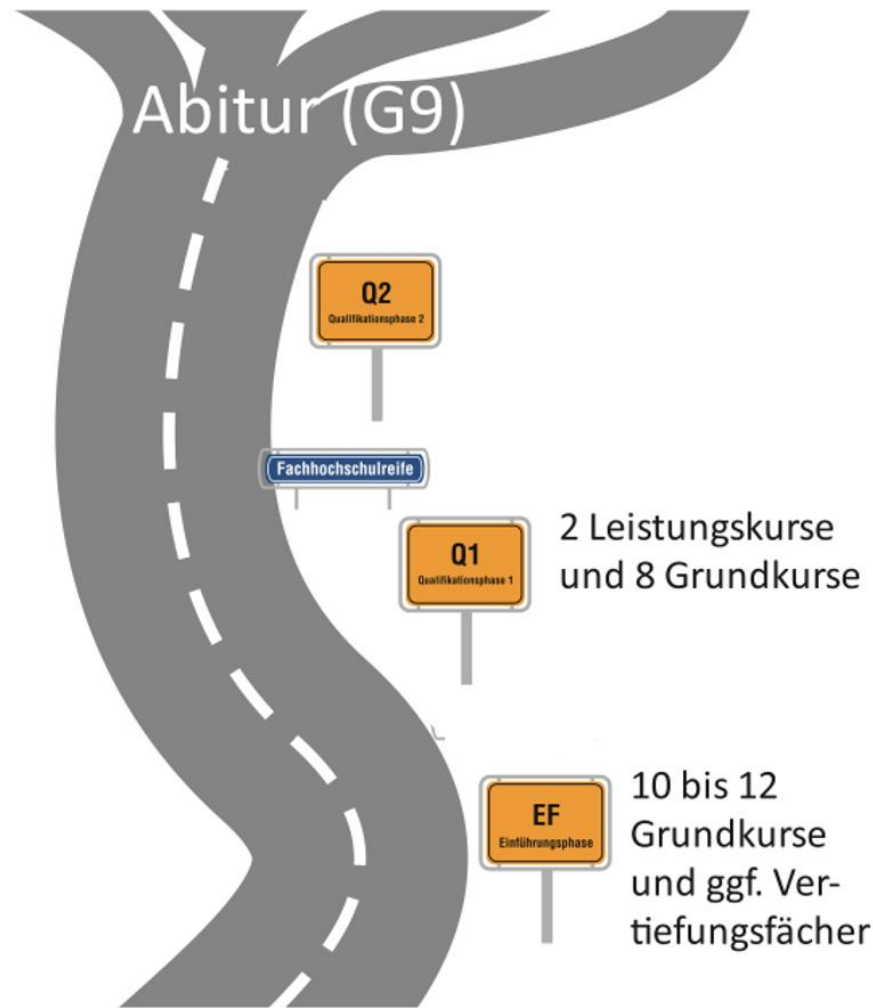 Abitur (G9)
Q2
Qualifikationsphase 2
Fachhochschulreife
Q1
Qualifikationsphase 1
2 Leistungskurse
und 8 Grundkurse
EF
Einführungsphase
10 bis 12
Grundkurse
und ggf. Ver-
tiefungsfächer